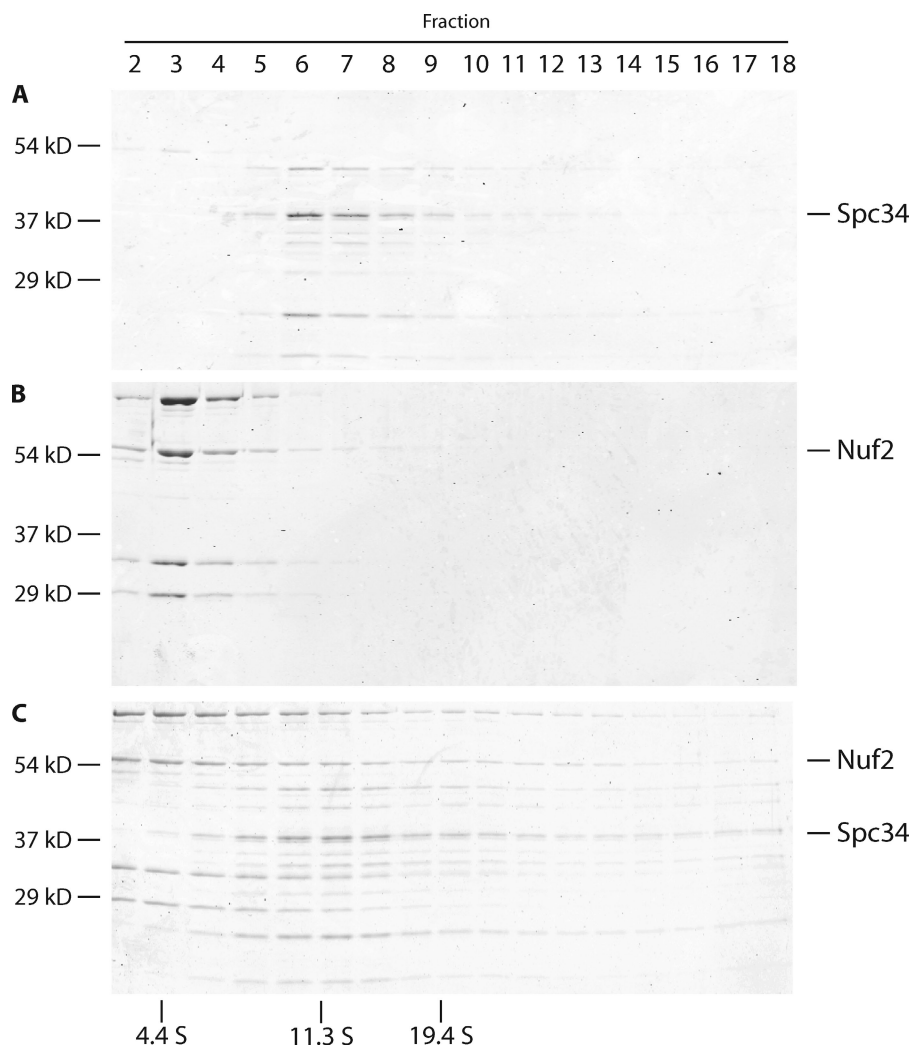 Fraction
2 3 4 5 6 7 8 9 10 11 12 13 14 15 16 17 18
A
54 kD
37 kD
Spc34
29 kD
B
54 kD
Nuf2
37 kD
29 kD
C
54 kD
Nuf2
37 kD
Spc34
29 kD
4.4 S 11.3 S 19.4 S